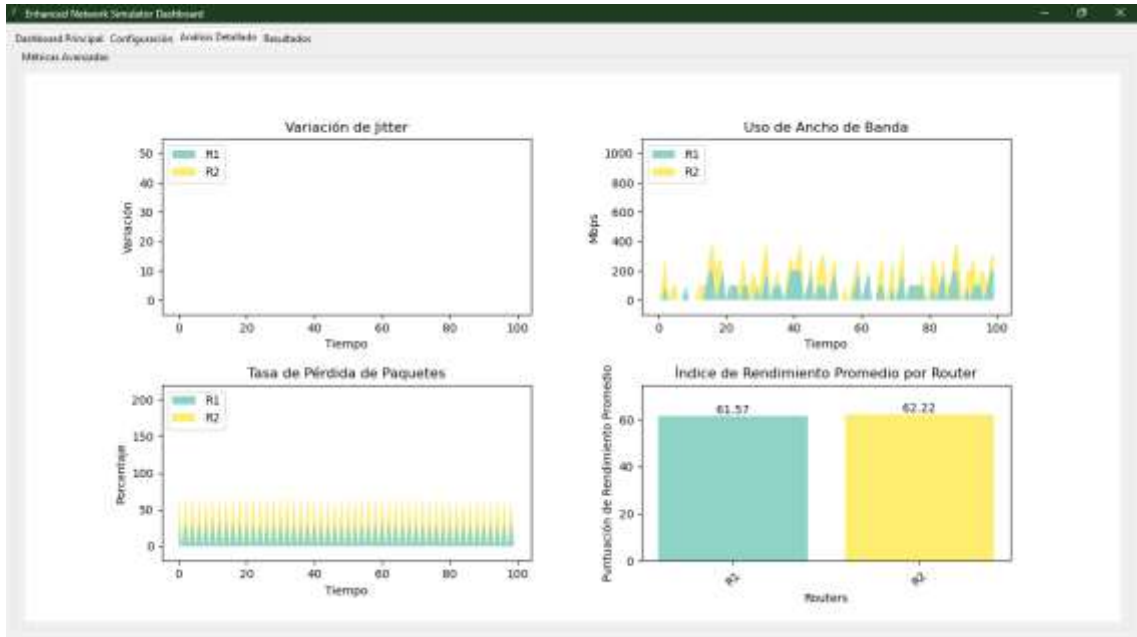 Enhanced Network Simulator Dashboard
Dashboard Principal Configuración Análisis Detallado Resultados
Métricas Avanzadas
Variación de Jitter
R1
R2
50
40
30
20
10
0
Variación
0 20 40 60 80 100
Tiempo
Uso de Ancho de Banda
R1
R2
1000
800
600
400
200
0
Mbps
0 20 40 60 80 100
Tiempo
Tasa de Pérdida de Paquetes
R1
R2
200
150
100
50
0
Porcentaje
0 20 40 60 80 100
Tiempo
Índice de Rendimiento Promedio por Router
61.57 62.22
60
40
20
0
Puntuación de Rendimiento Promedio
R1 R2
Routers